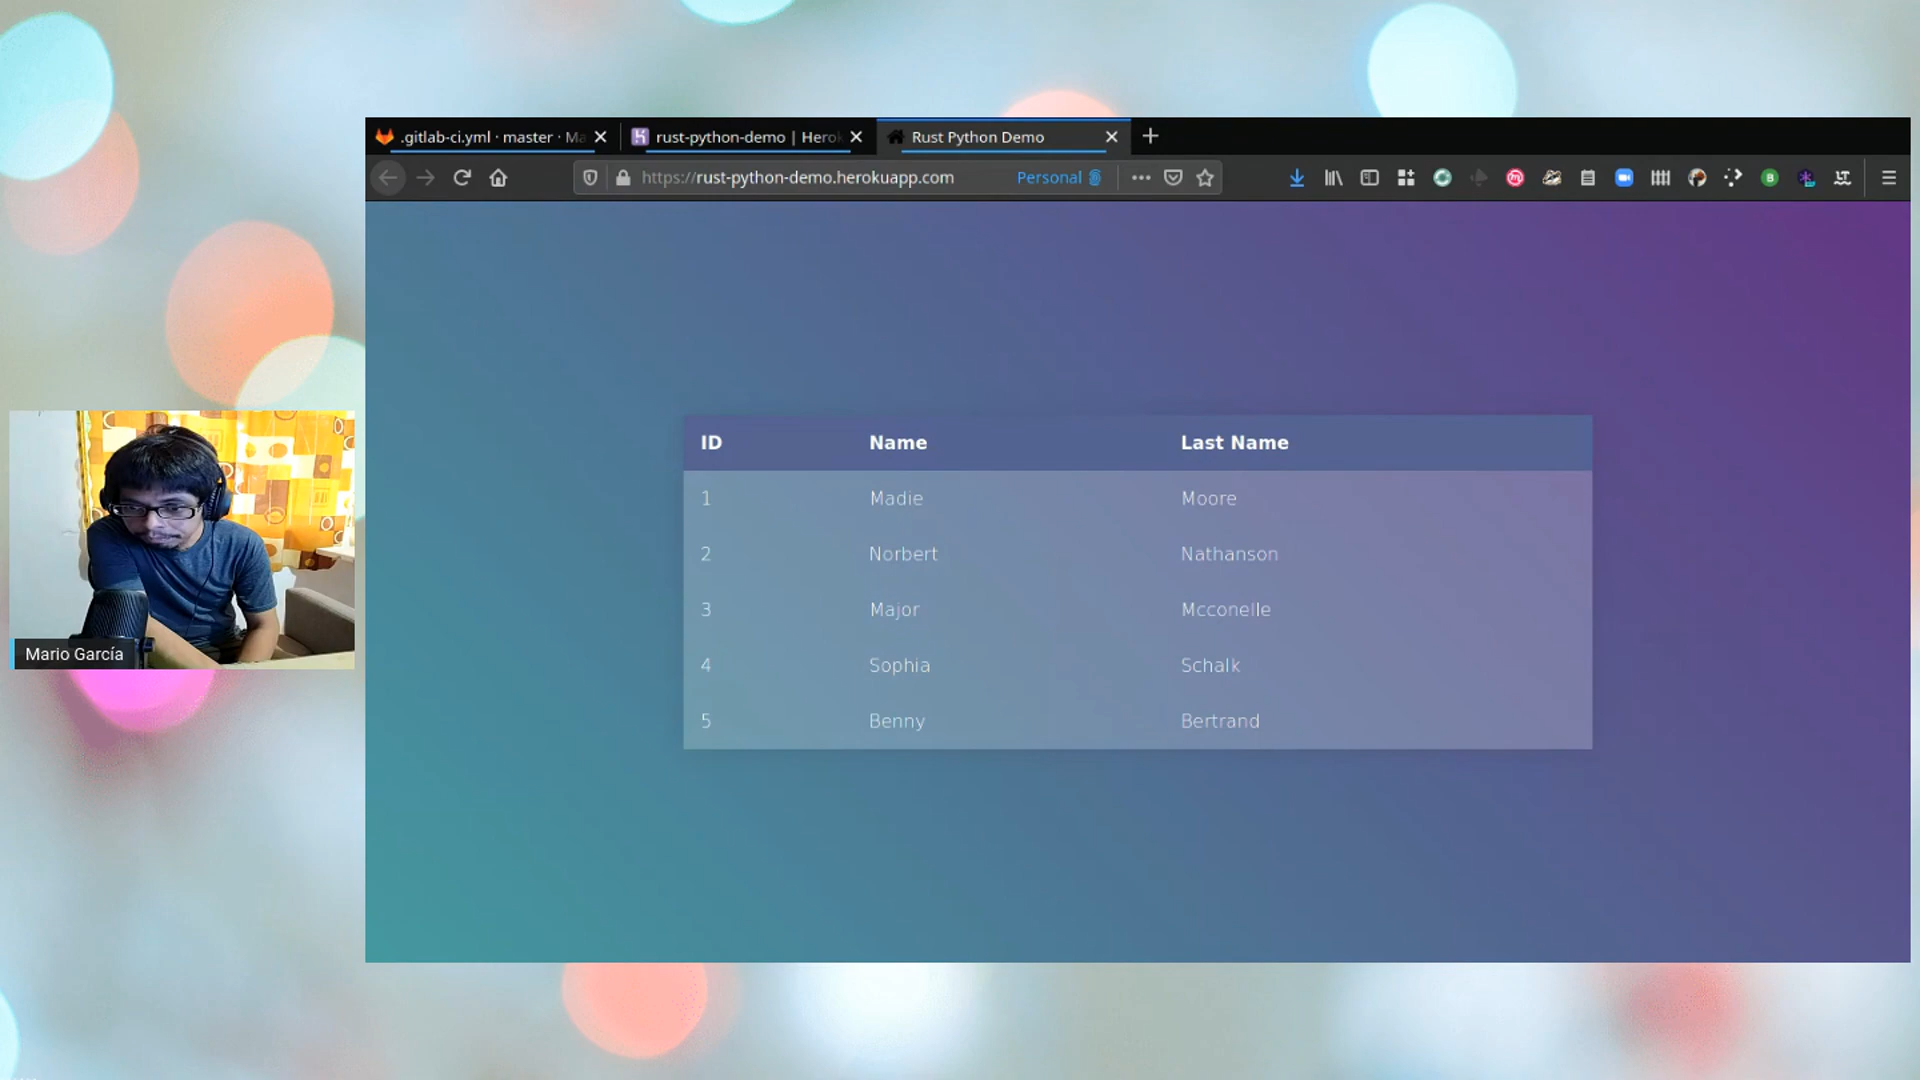 .gitlab-ci.yml · master · Ma
rust-python-demo | Herok
Rust Python Demo
https://rust-python-demo.herokuapp.com
Personal
ID Name Last Name
1 Madie Moore
2 Norbert Nathanson
3 Major Mcconelle
4 Sophia Schalk
5 Benny Bertrand
Mario García